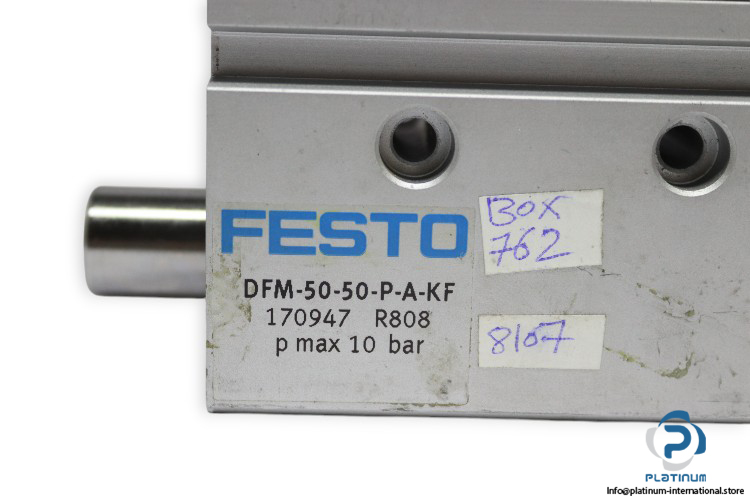 FESTO
DFM-50-50-P-A-KF
170947 R808
p max 10 bar
BOX
762
8107
PLATINUM
Info@platinum-international.store